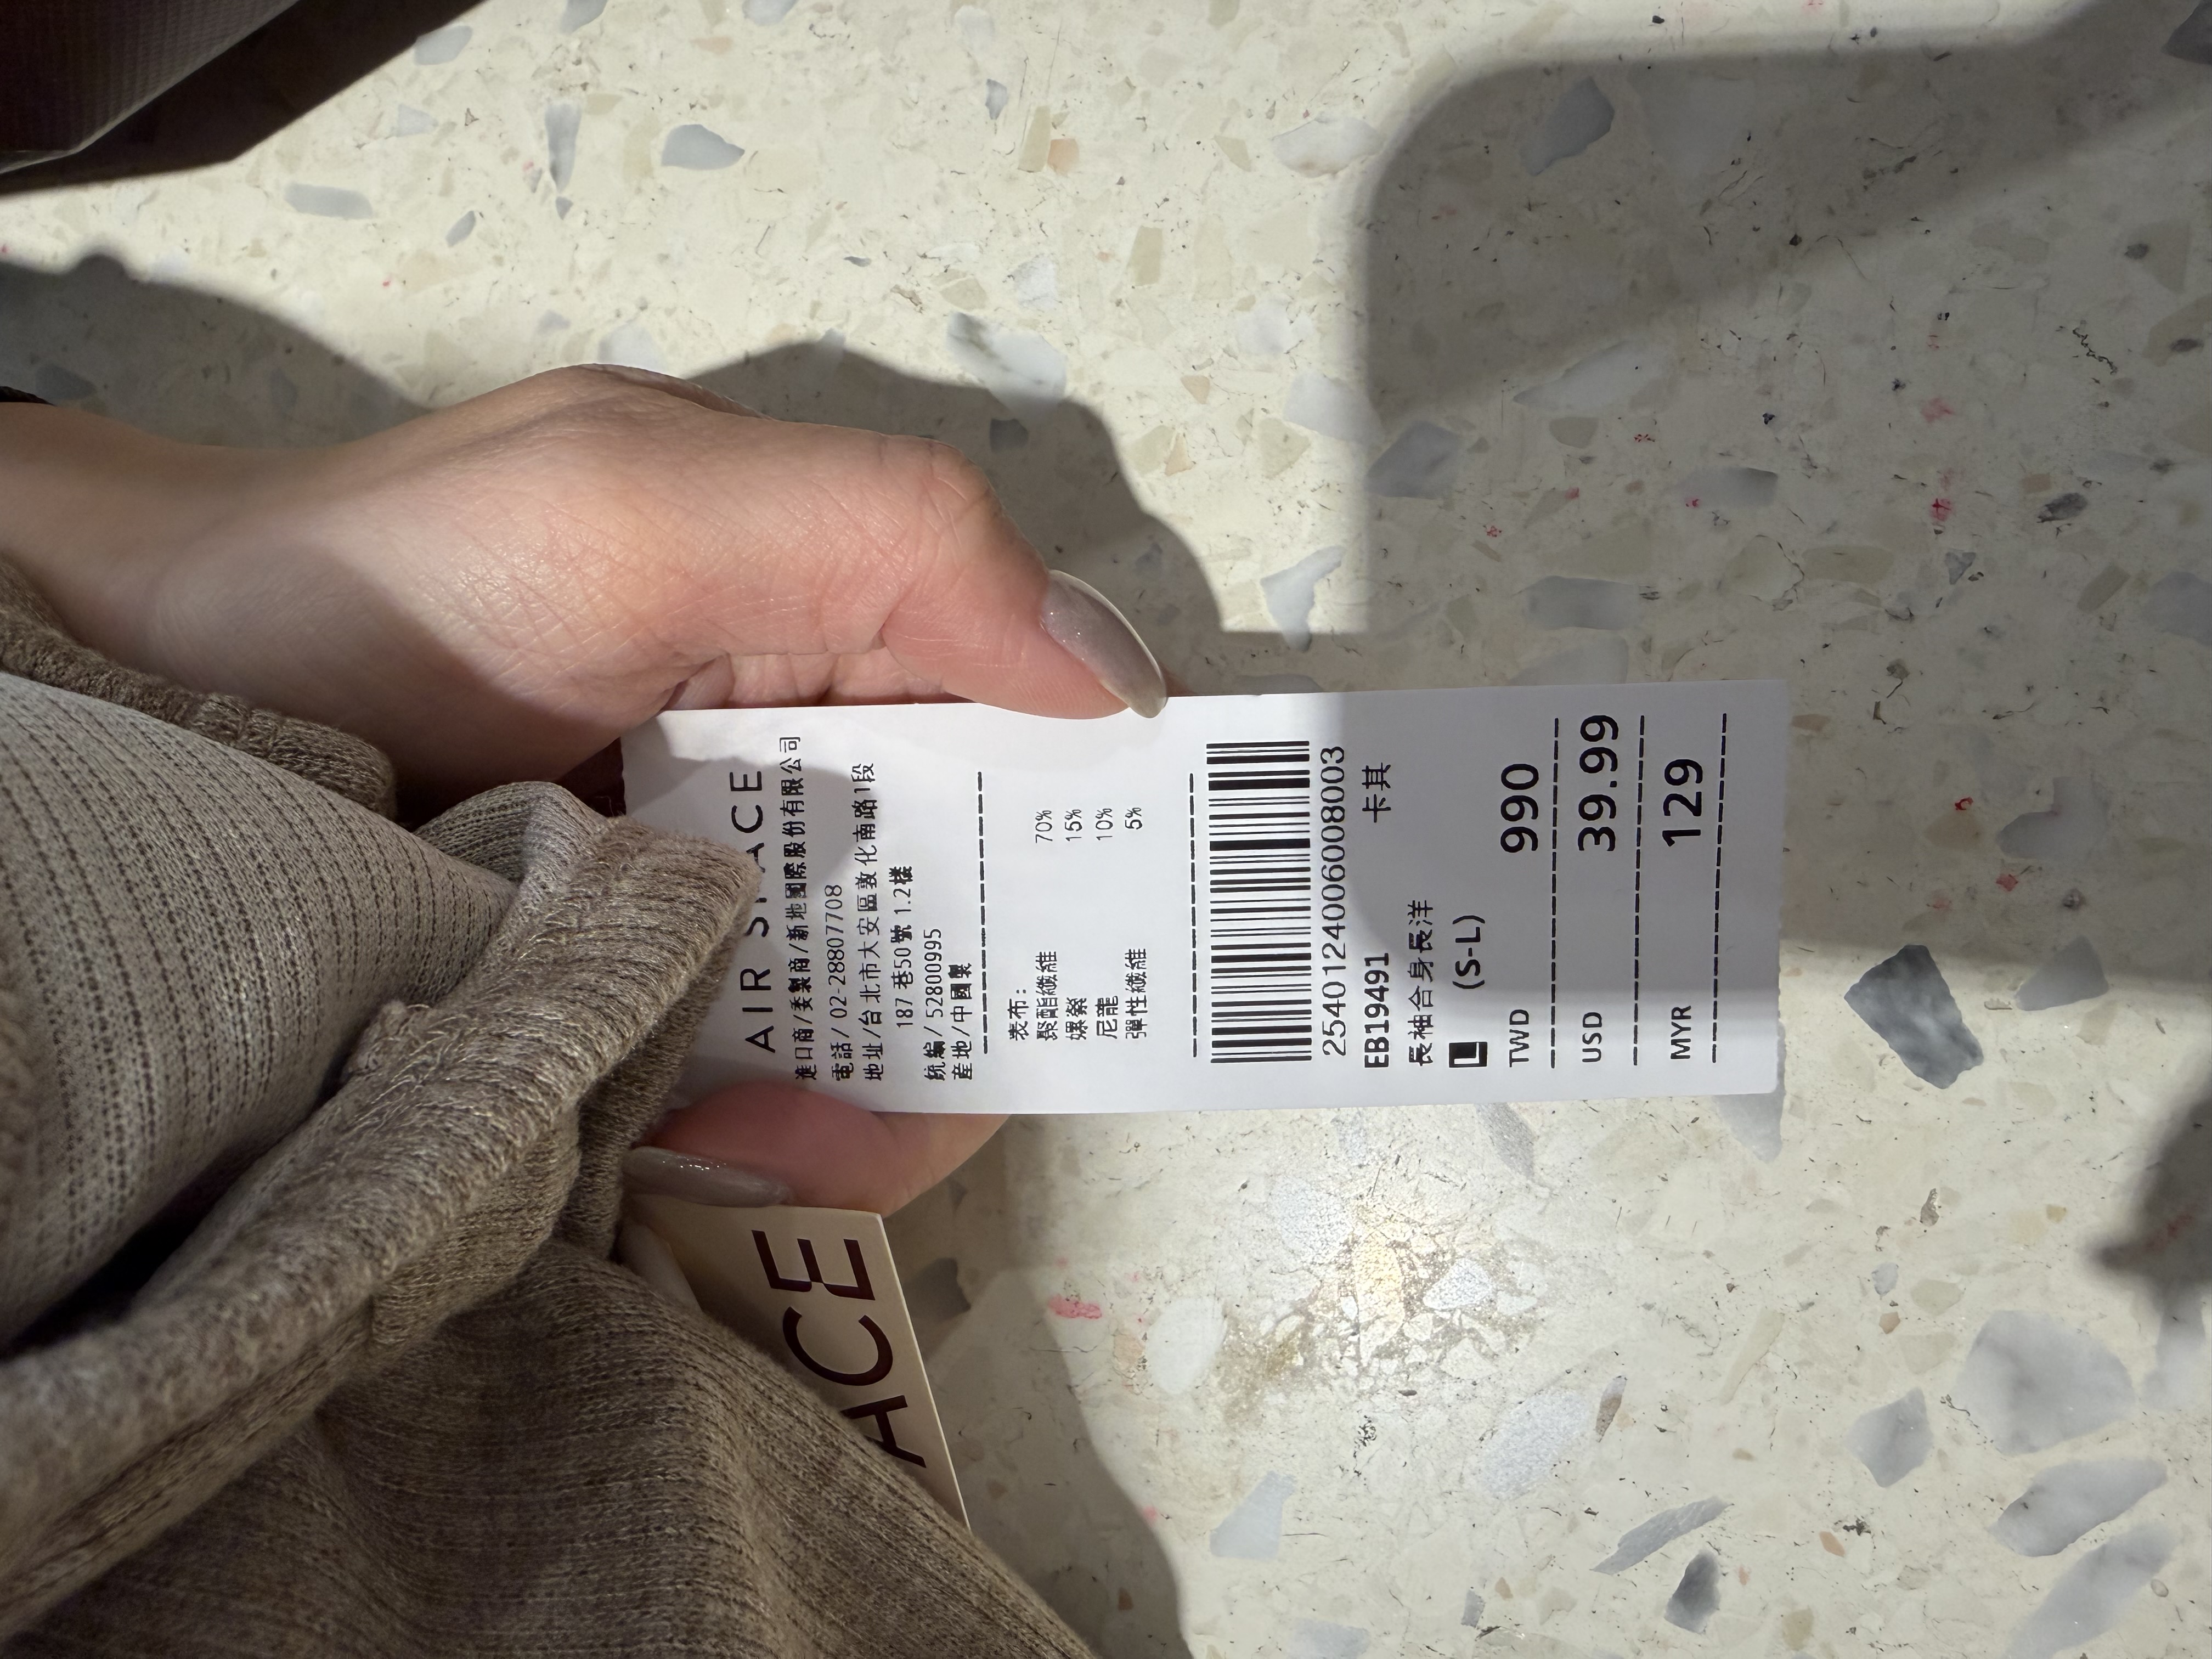 AIR SPACE
進口商/委製商/新地國際股份有限公司
電話/02-28807708
地址/台北市大安區敦化南路1段
187巷50號1.2樓
統編/52800995
産地/中國製
表布:
聚酯纖維 70%
嫘縈 15%
尼龍 10%
彈性纖維 5%
2540124006008003
EB19491 卡其
長袖合身長洋
L (S-L)
TWD 990
USD 39.99
MYR 129
ACE